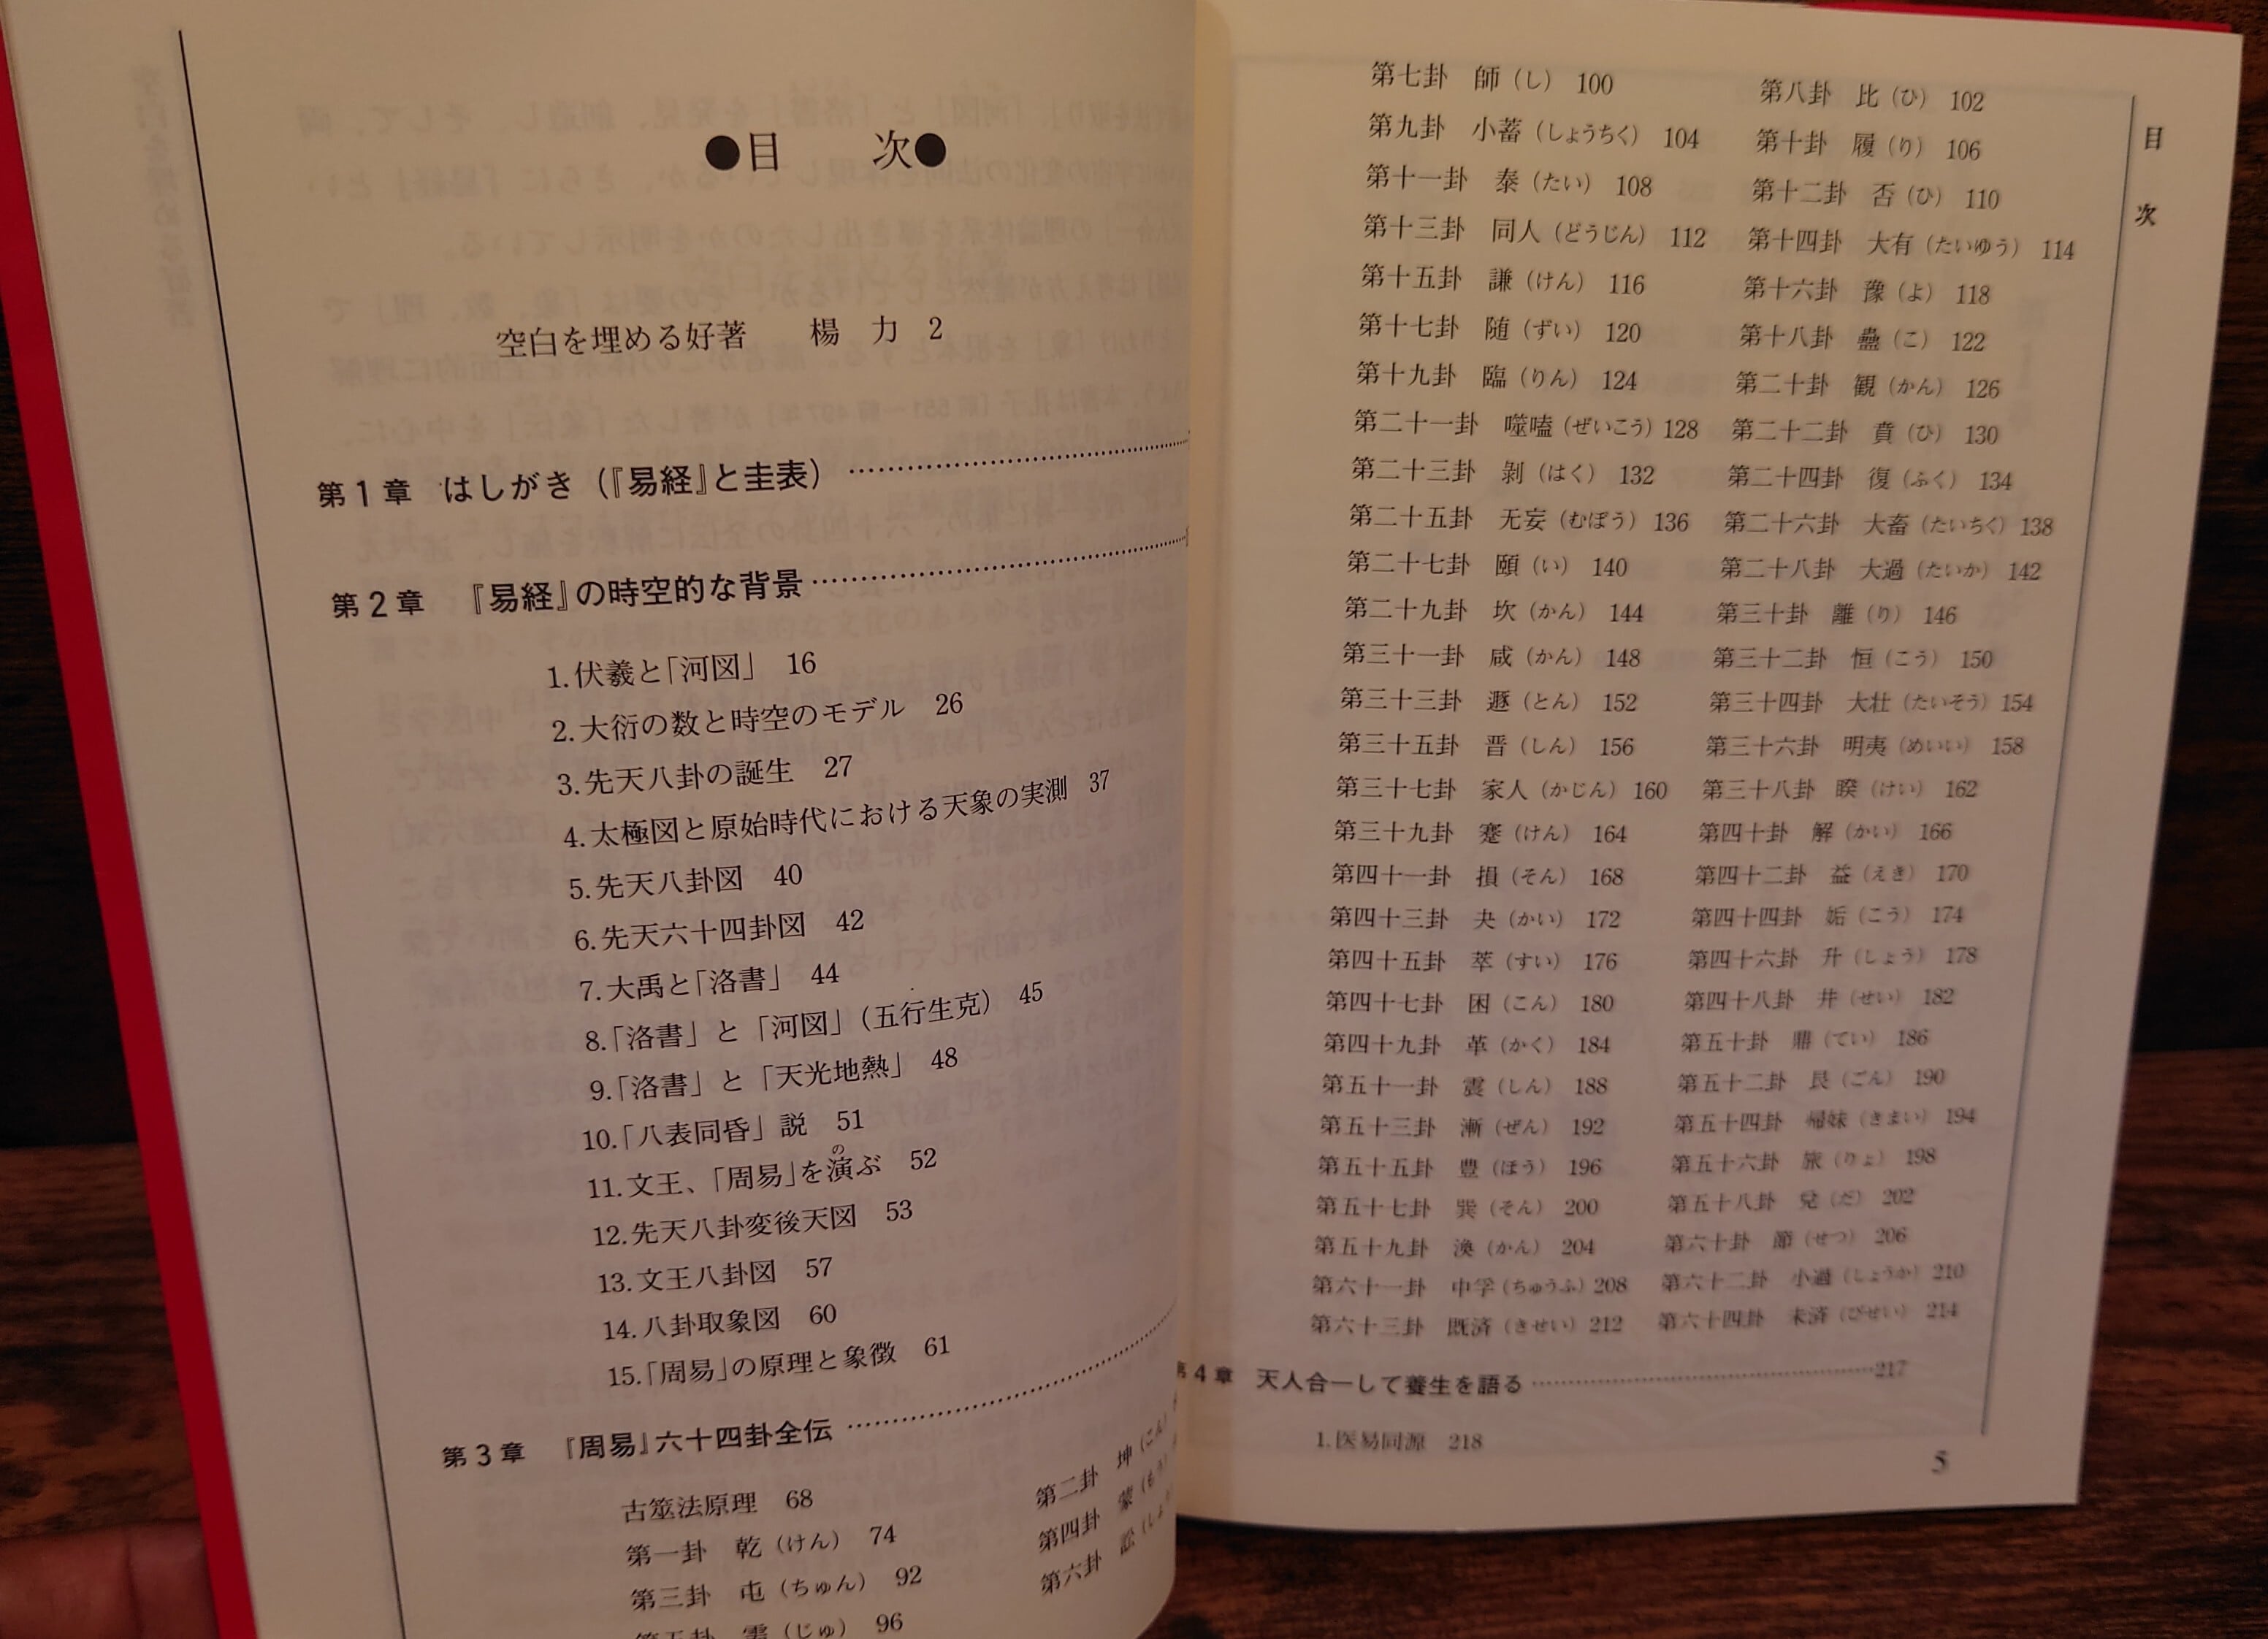 ●目　次●
空白を埋める好著　楊　力　2
第1章　はしがき（『易経』と圭表）
第2章　『易経』の時空的な背景
1.伏羲と「河図」　16
2.大衍の数と時空のモデル　26
3.先天八卦の誕生　27
4.太極図と原始時代における天象の実測　37
5.先天八卦図　40
6.先天六十四卦図　42
7.大禹と「洛書」　44
8.「洛書」と「河図」（五行生克）　45
9.「洛書」と「天光地熱」　48
10.「八表同昏」説　51
の
11.文王、「周易」を演ぶ　52
12.先天八卦変後天図　53
13.文王八卦図　57
14.八卦取象図　60
15.「周易」の原理と象徴　61
第3章　『周易』六十四卦全伝
古筮法原理　68
第一卦　乾（けん）　74　第二卦　坤（こん）
第三卦　屯（ちゅん）　92　第四卦　蒙（もう）
第五卦　需（じゅ）　96　第六卦　訟（しょ
第七卦　師（し）　100　第八卦　比（ひ）　102
第九卦　小蓄（しょうちく）　104　第十卦　履（り）　106
第十一卦　泰（たい）　108　第十二卦　否（ひ）　110
第十三卦　同人（どうじん）　112　第十四卦　大有（たいゆう）　114
第十五卦　謙（けん）　116　第十六卦　豫（よ）　118
第十七卦　随（ずい）　120　第十八卦　蠱（こ）　122
第十九卦　臨（りん）　124　第二十卦　観（かん）　126
第二十一卦　噬嗑（ぜいこう）128　第二十二卦　賁（ひ）　130
第二十三卦　剝（はく）　132　第二十四卦　復（ふく）　134
第二十五卦　无妄（むぼう）　136　第二十六卦　大畜（たいちく）138
第二十七卦　頤（い）　140　第二十八卦　大過（たいか）　142
第二十九卦　坎（かん）　144　第三十卦　離（り）　146
第三十一卦　咸（かん）　148　第三十二卦　恒（こう）　150
第三十三卦　遯（とん）　152　第三十四卦　大壮（たいそう）154
第三十五卦　晋（しん）　156　第三十六卦　明夷（めいい）　158
第三十七卦　家人（かじん）　160　第三十八卦　睽（けい）　162
第三十九卦　蹇（けん）　164　第四十卦　解（かい）　166
第四十一卦　損（そん）　168　第四十二卦　益（えき）　170
第四十三卦　夬（かい）　172　第四十四卦　姤（こう）　174
第四十五卦　萃（すい）　176　第四十六卦　升（しょう）　178
第四十七卦　困（こん）　180　第四十八卦　井（せい）　182
第四十九卦　革（かく）　184　第五十卦　鼎（てい）　186
第五十一卦　震（しん）　188　第五十二卦　艮（ごん）　190
第五十三卦　漸（ぜん）　192　第五十四卦　帰妹（きまい）　194
第五十五卦　豊（ほう）　196　第五十六卦　旅（りょ）　198
第五十七卦　巽（そん）　200　第五十八卦　兌（だ）　202
第五十九卦　渙（かん）　204　第六十卦　節（せつ）　206
第六十一卦　中孚（ちゅうふ）208　第六十二卦　小過（しょうか）210
第六十三卦　既済（きせい）212　第六十四卦　未済（びせい）　214
第4章　天人合一して養生を語る……217
1.医易同源　218
目　次
5